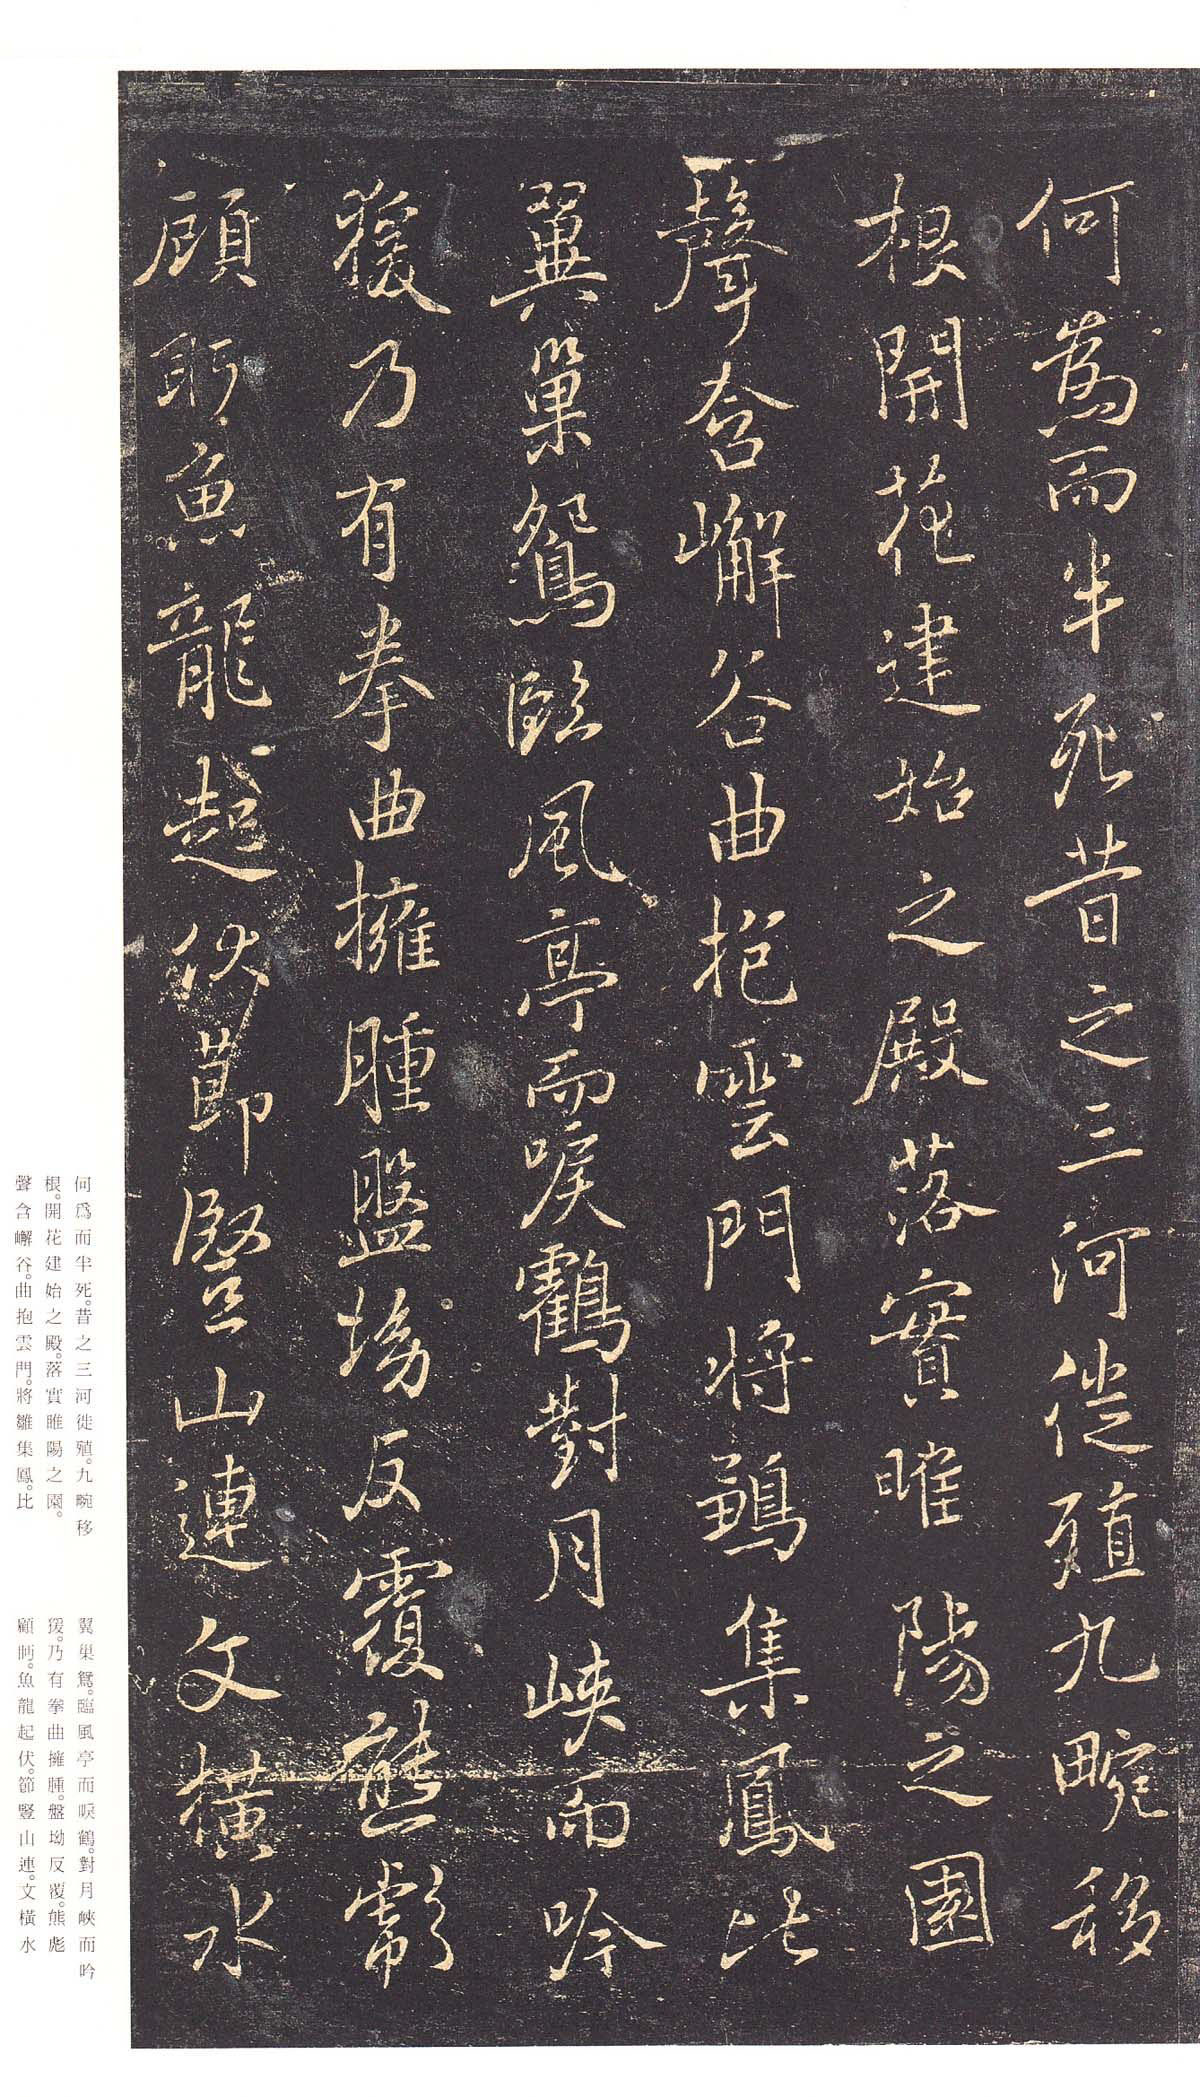 何爲而半死昔之三河徙殖九畹移
根開花建始之殿落實睢陽之園
聲含嶰谷曲抱雲門將鶵集鳳比
翼巢鴛臨風亭而唳鶴對月峽而吟
猨乃有拳曲擁腫盤坳反覆熊彪
顧眄魚龍起伏節豎山連文橫水
何爲而半死。昔之三河徙殖。九畹移
根。開花建始之殿。落實睢陽之園。
聲含嶰谷。曲抱雲門。將雛集鳳。比
翼巢鴛。臨風亭而唳鶴。對月峽而吟
猨。乃有拳曲擁腫。盤坳反覆。熊彪
顧眄。魚龍起伏。節豎山連。文橫水